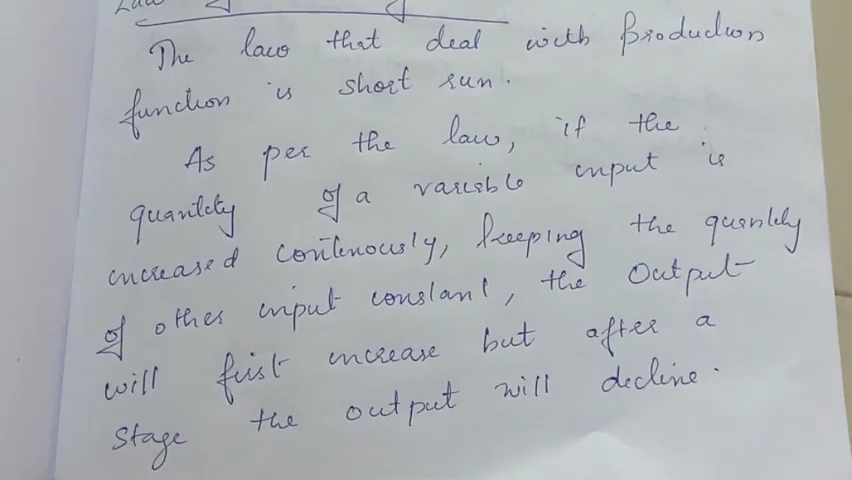 Law
The law that deal with Production
function is short run.
As per the law, if the
quantity of a variable input is
increased continously, keeping the quantity
of other input constant, the output
will first increase but after a
stage the output will decline.